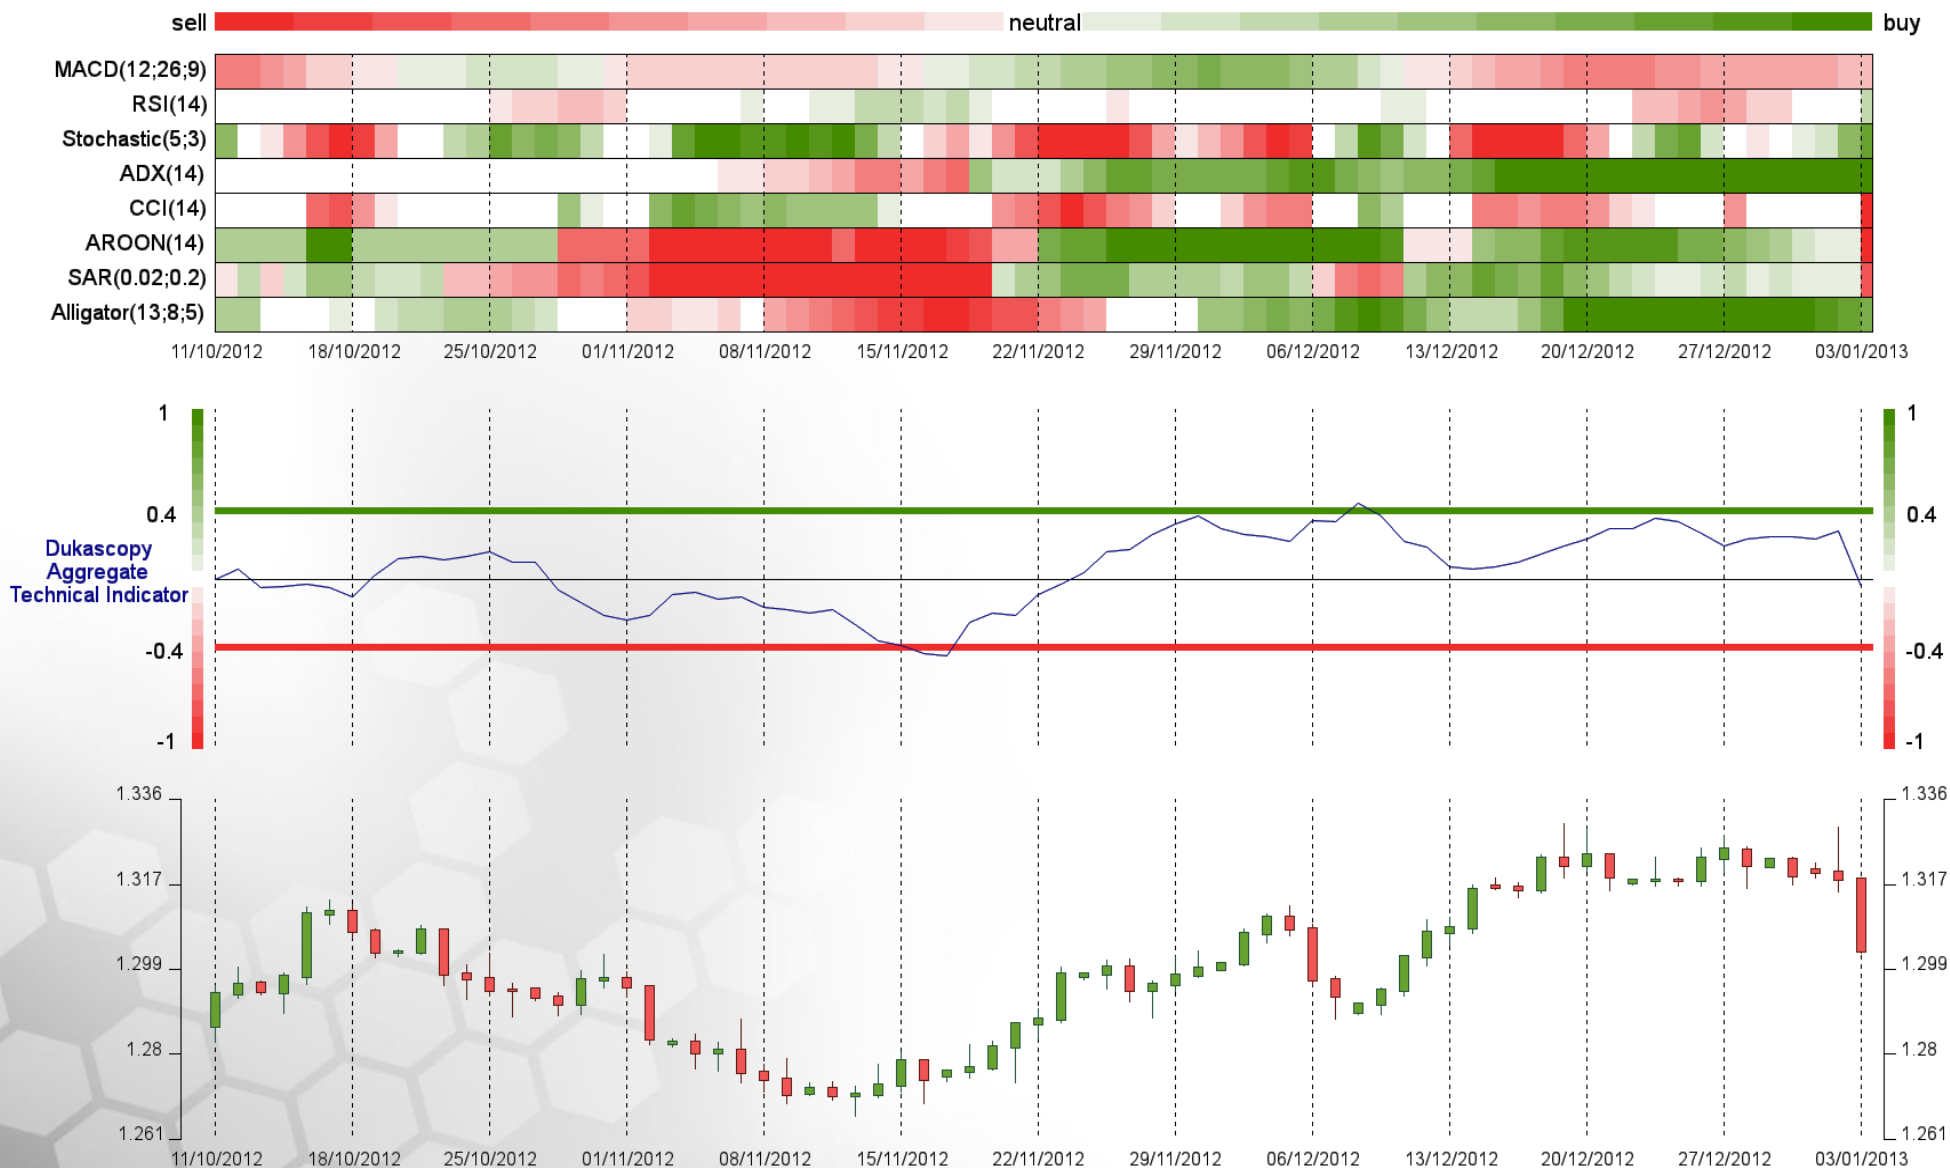 sell neutral buy
MACD(12;26;9)
RSI(14)
Stochastic(5;3)
ADX(14)
CCI(14)
AROON(14)
SAR(0.02;0.2)
Alligator(13;8;5)
11/10/2012 18/10/2012 25/10/2012 01/11/2012 08/11/2012 15/11/2012 22/11/2012 29/11/2012 06/12/2012 13/12/2012 20/12/2012 27/12/2012 03/01/2013
1 1
0.4 0.4
Dukascopy
Aggregate
Technical Indicator
-0.4 -0.4
-1 -1
1.336 1.336
1.317 1.317
1.299 1.299
1.28 1.28
1.261 1.261
11/10/2012 18/10/2012 25/10/2012 01/11/2012 08/11/2012 15/11/2012 22/11/2012 29/11/2012 06/12/2012 13/12/2012 20/12/2012 27/12/2012 03/01/2013